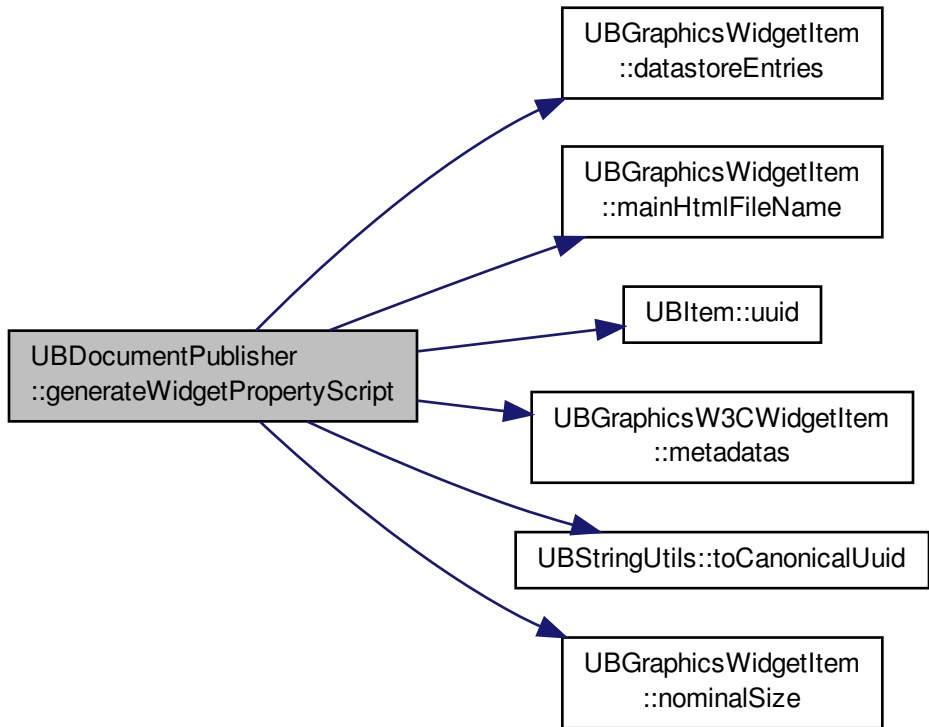 UBGraphicsWidgetItem
::datastoreEntries
UBGraphicsWidgetItem
::mainHtmlFileName
UBItem::uuid
UBDocumentPublisher
::generateWidgetPropertyScript
UBGraphicsW3CWidgetItem
::metadatas
UBStringUtils::toCanonicalUuid
UBGraphicsWidgetItem
::nominalSize